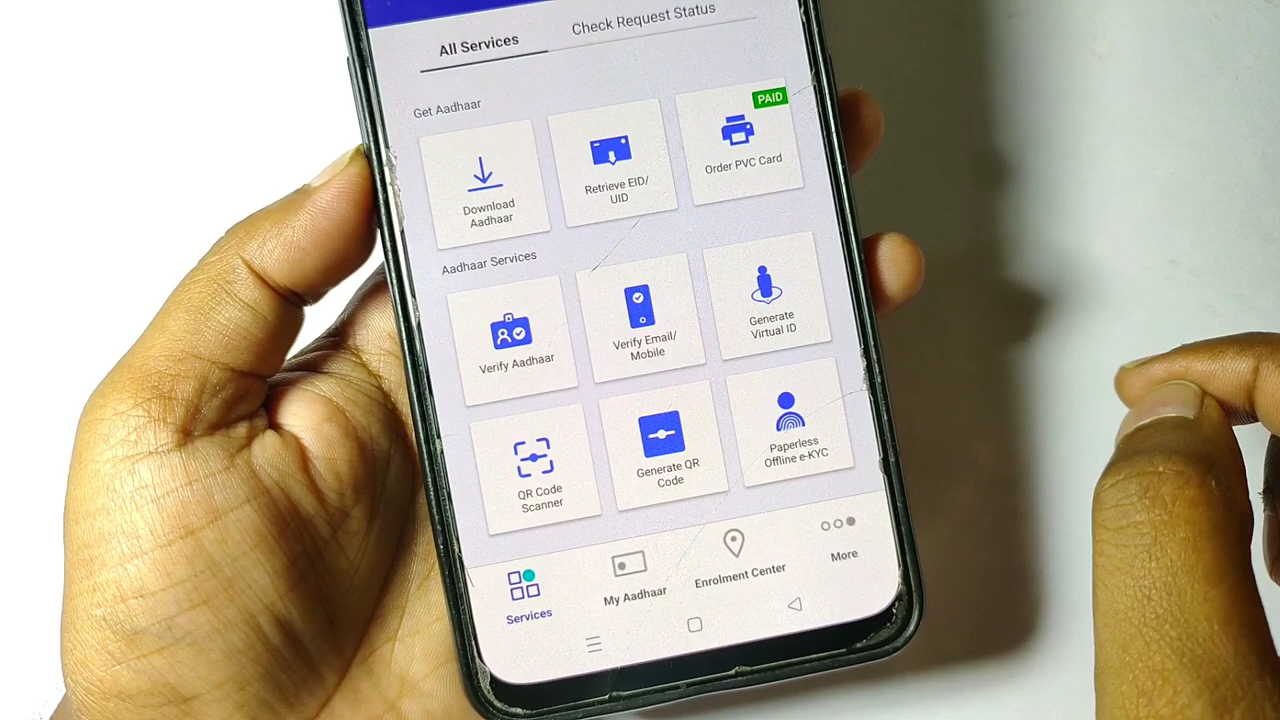 All Services
Check Request Status
Get Aadhaar
Download
Aadhaar
Retrieve EID/
UID
PAID
Order PVC Card
Aadhaar Services
Verify Aadhaar
Verify Email/
Mobile
Generate
Virtual ID
QR Code
Scanner
Generate QR
Code
Paperless
Offline e-KYC
Services
My Aadhaar
Enrolment Center
More